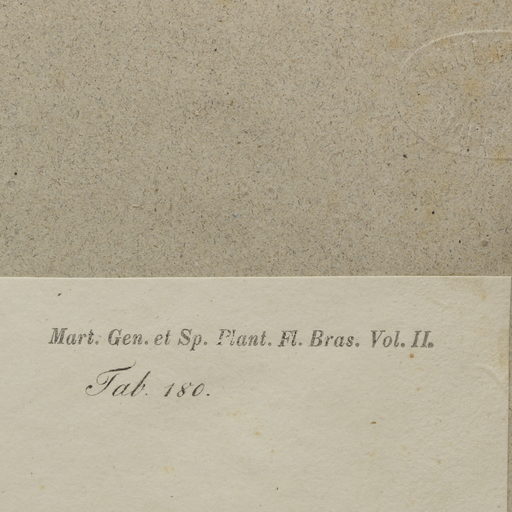 Mart. Gen. et Sp. Plant. Fl. Bras. Vol. II.
Tab. 180.